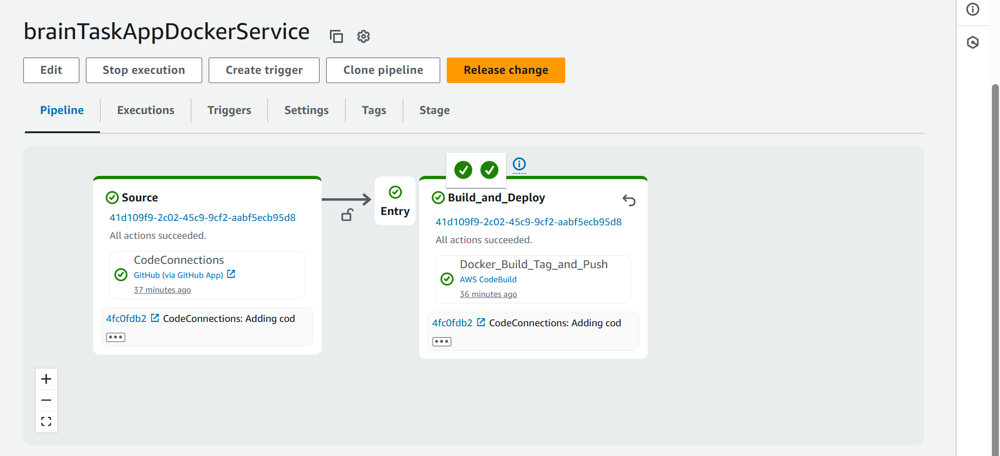 brainTaskAppDockerService
Edit
Stop execution
Create trigger
Clone pipeline
Release change
Pipeline
Executions
Triggers
Settings
Tags
Stage
Source
41d109f9-2c02-45c9-9cf2-aabf5ecb95d8
All actions succeeded.
CodeConnections
GitHub (via GitHub App)
37 minutes ago
4fc0fdb2 CodeConnections: Adding cod
Entry
Build_and_Deploy
41d109f9-2c02-45c9-9cf2-aabf5ecb95d8
All actions succeeded.
Docker_Build_Tag_and_Push
AWS CodeBuild
36 minutes ago
4fc0fdb2 CodeConnections: Adding cod